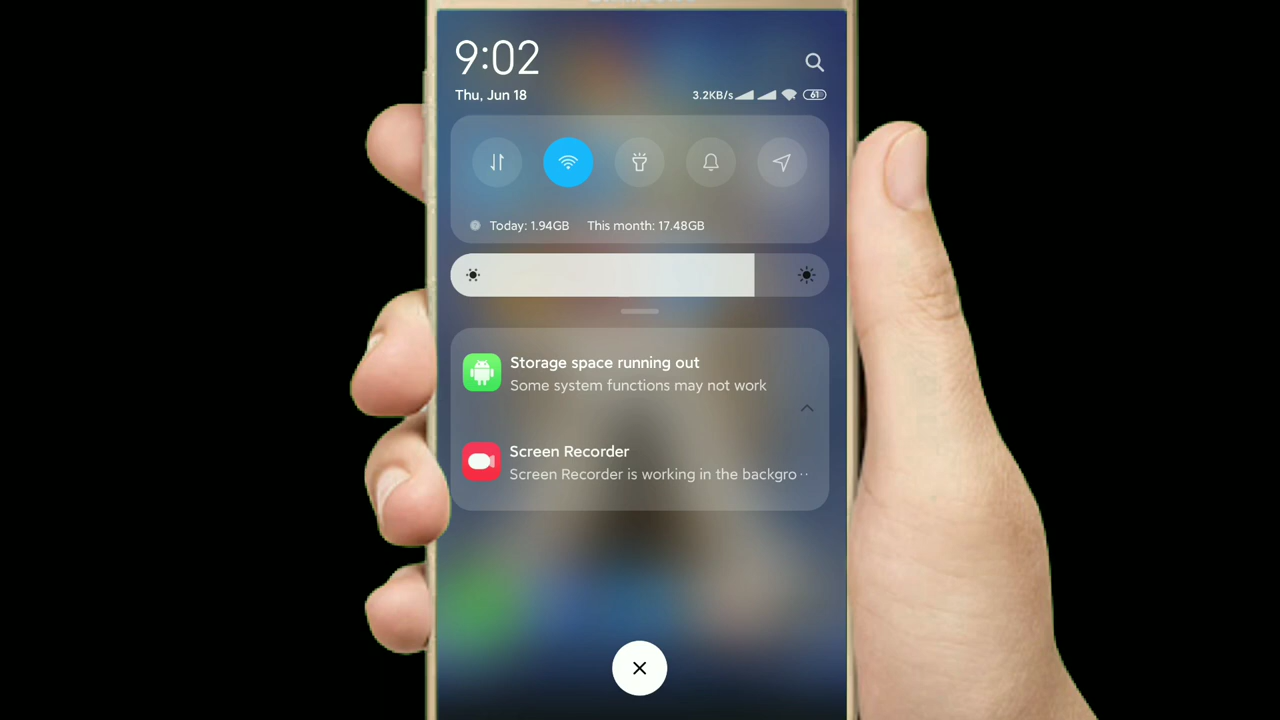 9:02
Thu, Jun 18
3.2KB/s
61
Today: 1.94GB This month: 17.48GB
Storage space running out
Some system functions may not work
Screen Recorder
Screen Recorder is working in the backgro··